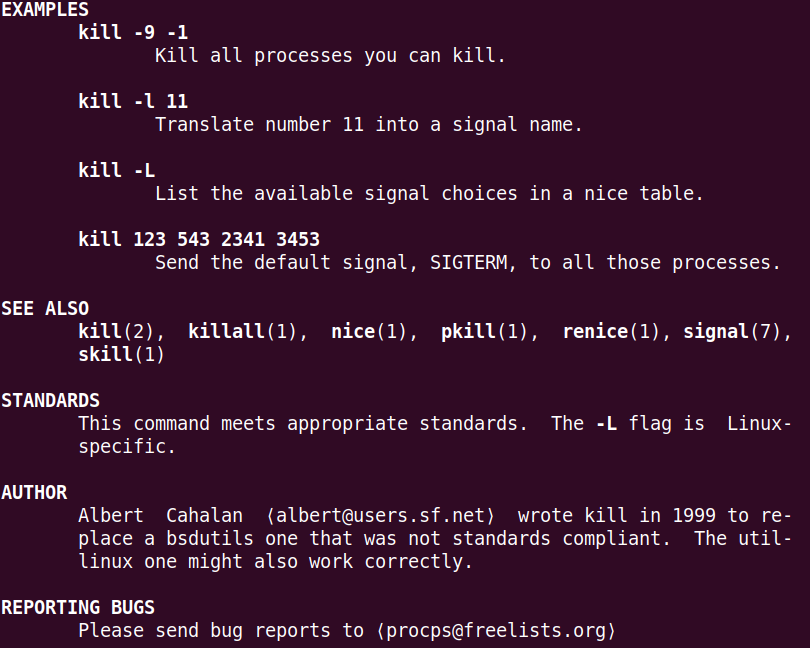 EXAMPLES
kill -9 -1
Kill all processes you can kill.
kill -l 11
Translate number 11 into a signal name.
kill -L
List the available signal choices in a nice table.
kill 123 543 2341 3453
Send the default signal, SIGTERM, to all those processes.
SEE ALSO
kill(2),  killall(1),  nice(1),  pkill(1),  renice(1), signal(7),
skill(1)
STANDARDS
This command meets appropriate standards.  The -L flag is  Linux-
specific.
AUTHOR
Albert  Cahalan  ⟨albert@users.sf.net⟩  wrote kill in 1999 to re-
place a bsdutils one that was not standards compliant.  The util-
linux one might also work correctly.
REPORTING BUGS
Please send bug reports to ⟨procps@freelists.org⟩